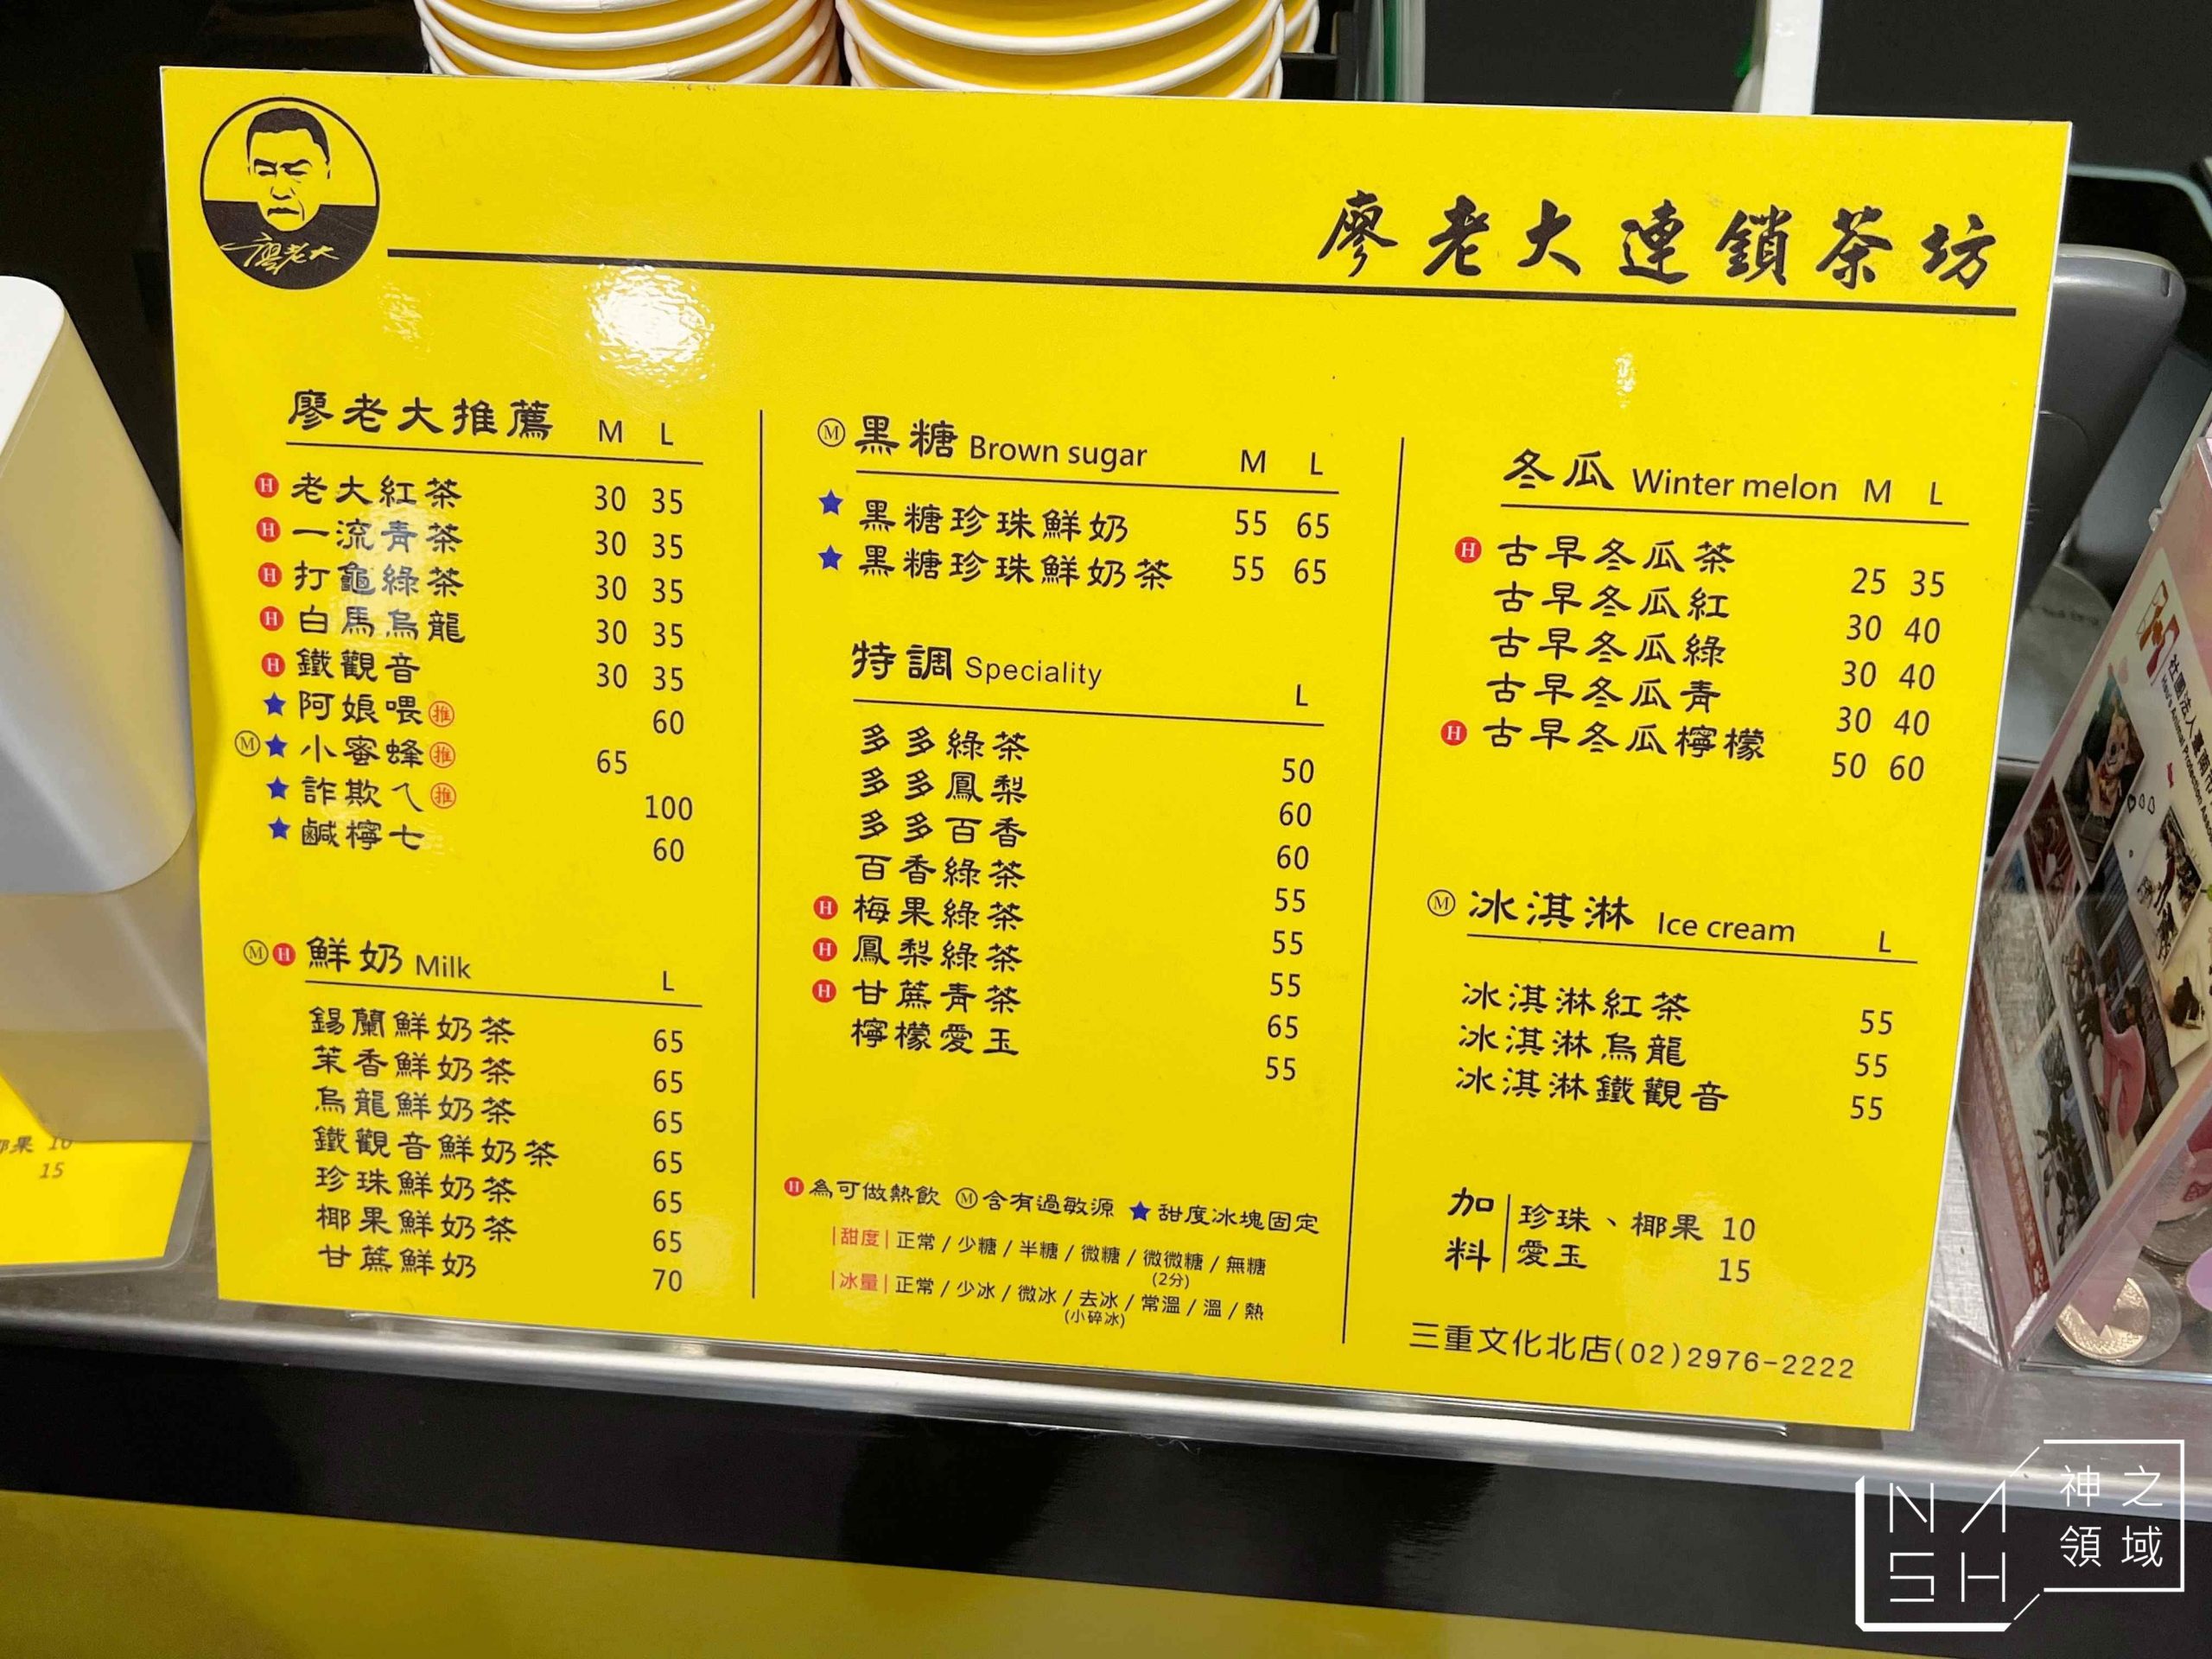 廖老大
廖老大連鎖茶坊
廖老大推薦 M L
H 老大紅茶 30 35
H 一流青茶 30 35
H 打龜綠茶 30 35
H 白馬烏龍 30 35
H 鐵觀音 30 35
★ 阿娘喂 推 60
M ★ 小蜜蜂 推 65
★ 詐欺ㄟ 推 100
★ 鹹檸七 60
M H 鮮奶 Milk L
錫蘭鮮奶茶 65
茉香鮮奶茶 65
烏龍鮮奶茶 65
鐵觀音鮮奶茶 65
珍珠鮮奶茶 65
椰果鮮奶茶 65
甘蔗鮮奶 70
M 黑糖 Brown sugar M L
★ 黑糖珍珠鮮奶 55 65
★ 黑糖珍珠鮮奶茶 55 65
特調 Speciality L
多多綠茶 50
多多鳳梨 60
多多百香 60
百香綠茶 55
H 梅果綠茶 55
H 鳳梨綠茶 55
H 甘蔗青茶 65
檸檬愛玉 55
H 為可做熱飲 M 含有過敏源 ★ 甜度冰塊固定
|甜度| 正常 / 少糖 / 半糖 / 微糖 / 微微糖 / 無糖
(2分)
|冰量| 正常 / 少冰 / 微冰 / 去冰 / 常溫 / 溫 / 熱
(小碎冰)
冬瓜 Winter melon M L
H 古早冬瓜茶 25 35
古早冬瓜紅 30 40
古早冬瓜綠 30 40
古早冬瓜青 30 40
H 古早冬瓜檸檬 50 60
M 冰淇淋 Ice cream L
冰淇淋紅茶 55
冰淇淋烏龍 55
冰淇淋鐵觀音 55
加料 珍珠、椰果 10
愛玉 15
三重文化北店(02)2976-2222
椰果 10
15
社團法人臺南
Animal Protection
NASH
神之
領域